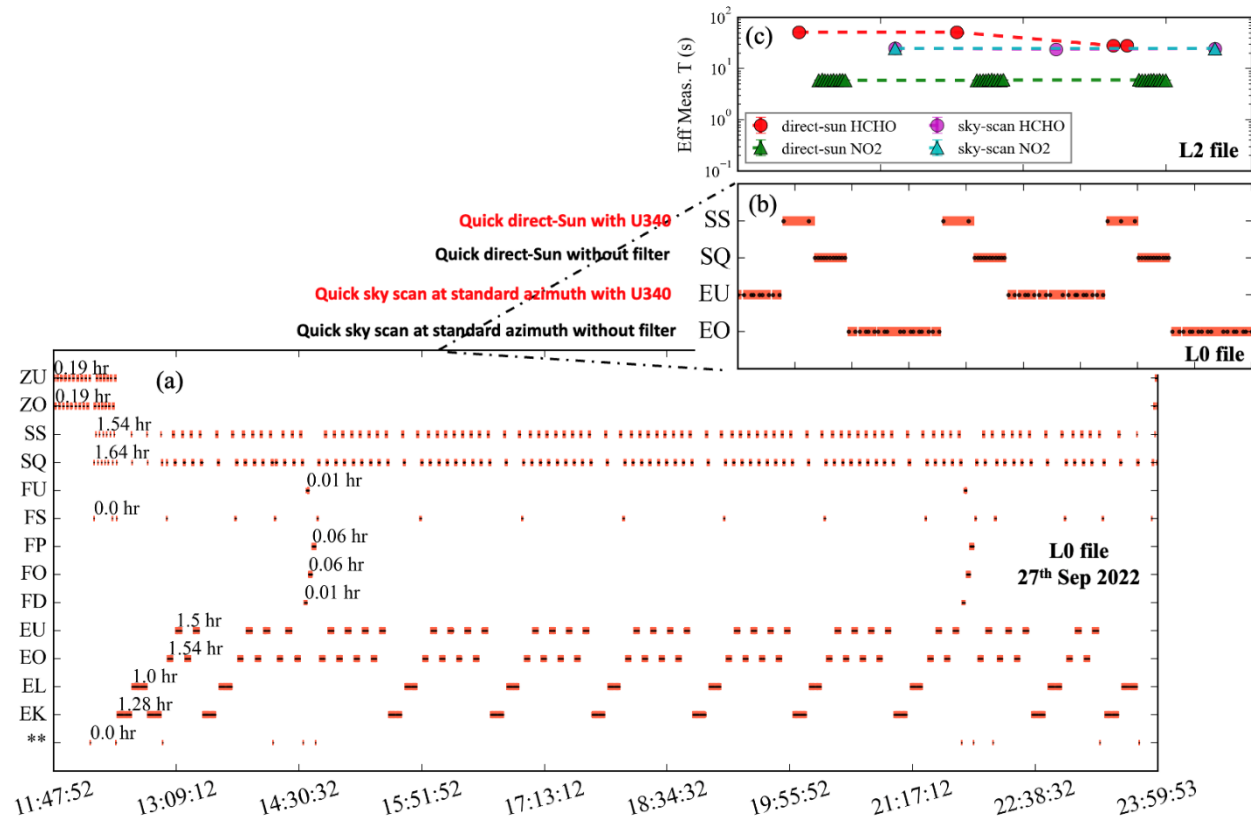 (c)
10²
10¹
10⁰
10⁻¹
Eff Meas. T (s)
direct-sun HCHO
sky-scan HCHO
direct-sun NO2
sky-scan NO2
L2 file
(b)
Quick direct-Sun with U340
SS
Quick direct-Sun without filter
SQ
Quick sky scan at standard azimuth with U340
EU
Quick sky scan at standard azimuth without filter
EO
L0 file
(a)
ZU
0.19 hr
ZO
0.19 hr
SS
1.54 hr
SQ
1.64 hr
FU
0.01 hr
FS
0.0 hr
FP
0.06 hr
FO
0.06 hr
FD
0.01 hr
L0 file
27th Sep 2022
EU
1.5 hr
EO
1.54 hr
EL
1.0 hr
EK
1.28 hr
**
0.0 hr
11:47:52
13:09:12
14:30:32
15:51:52
17:13:12
18:34:32
19:55:52
21:17:12
22:38:32
23:59:53